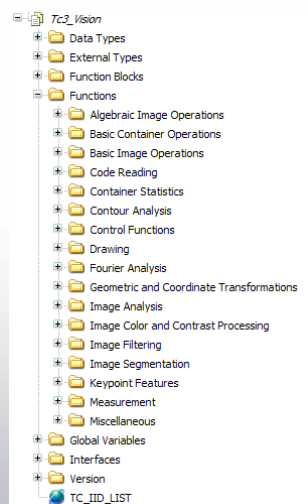 Tc3_Vision
Data Types
External Types
Function Blocks
Functions
Algebraic Image Operations
Basic Container Operations
Basic Image Operations
Code Reading
Container Statistics
Contour Analysis
Control Functions
Drawing
Fourier Analysis
Geometric and Coordinate Transformations
Image Analysis
Image Color and Contrast Processing
Image Filtering
Image Segmentation
Keypoint Features
Measurement
Miscellaneous
Global Variables
Interfaces
Version
TC_IID_LIST